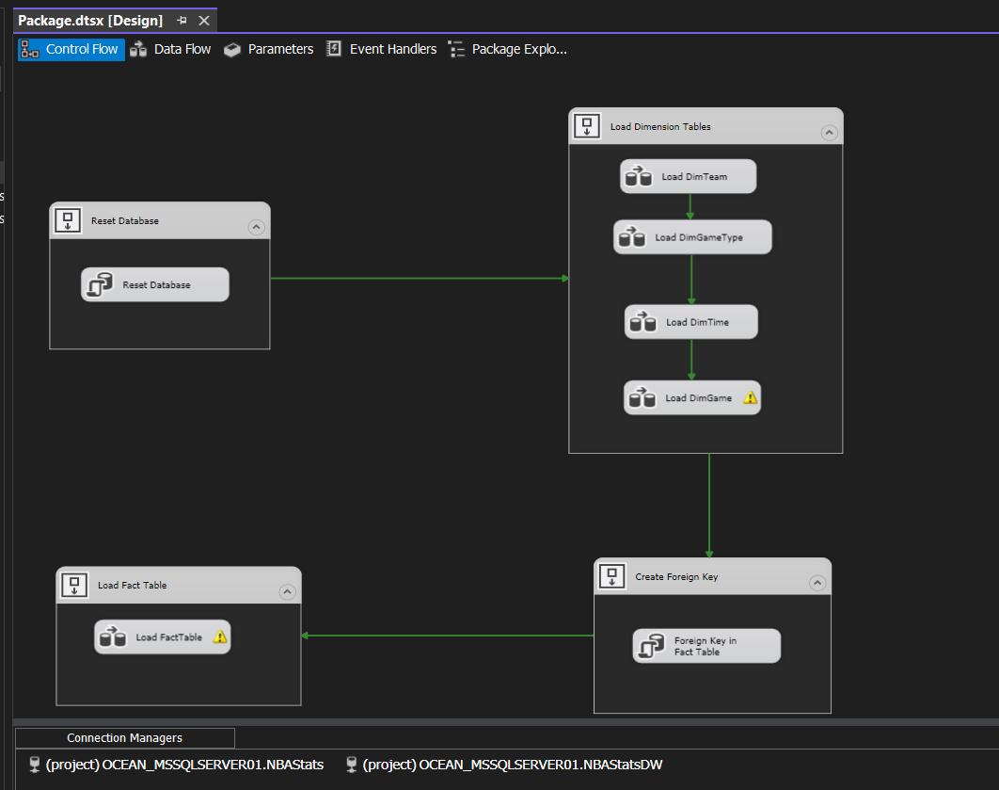 Package.dtsx [Design]
Control Flow
Data Flow
Parameters
Event Handlers
Package Explo...
Load Dimension Tables
Load DimTeam
Load DimGameType
Load DimTime
Load DimGame
Reset Database
Reset Database
Create Foreign Key
Foreign Key in
Fact Table
Load Fact Table
Load FactTable
Connection Managers
(project) OCEAN_MSSQLSERVER01.NBAStats
(project) OCEAN_MSSQLSERVER01.NBAStatsDW